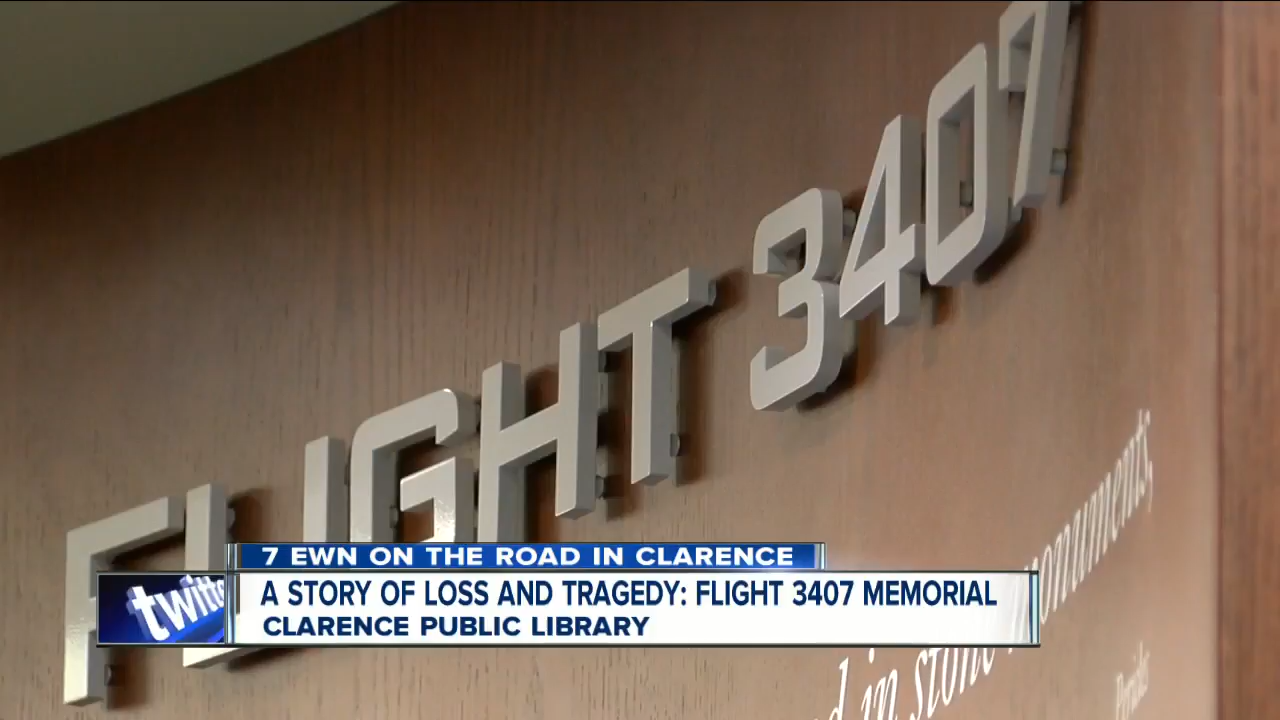 FLIGHT 3407
7 EWN ON THE ROAD IN CLARENCE
A STORY OF LOSS AND TRAGEDY: FLIGHT 3407 MEMORIAL
CLARENCE PUBLIC LIBRARY
in stone monuments,
Pericles